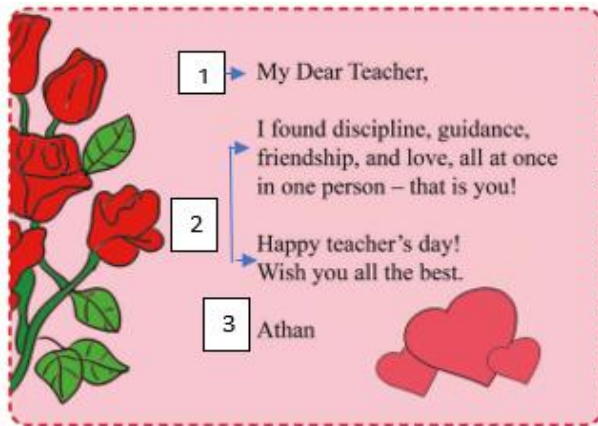 1 My Dear Teacher,
I found discipline, guidance,
friendship, and love, all at once
in one person – that is you!
2
Happy teacher's day!
Wish you all the best.
3 Athan